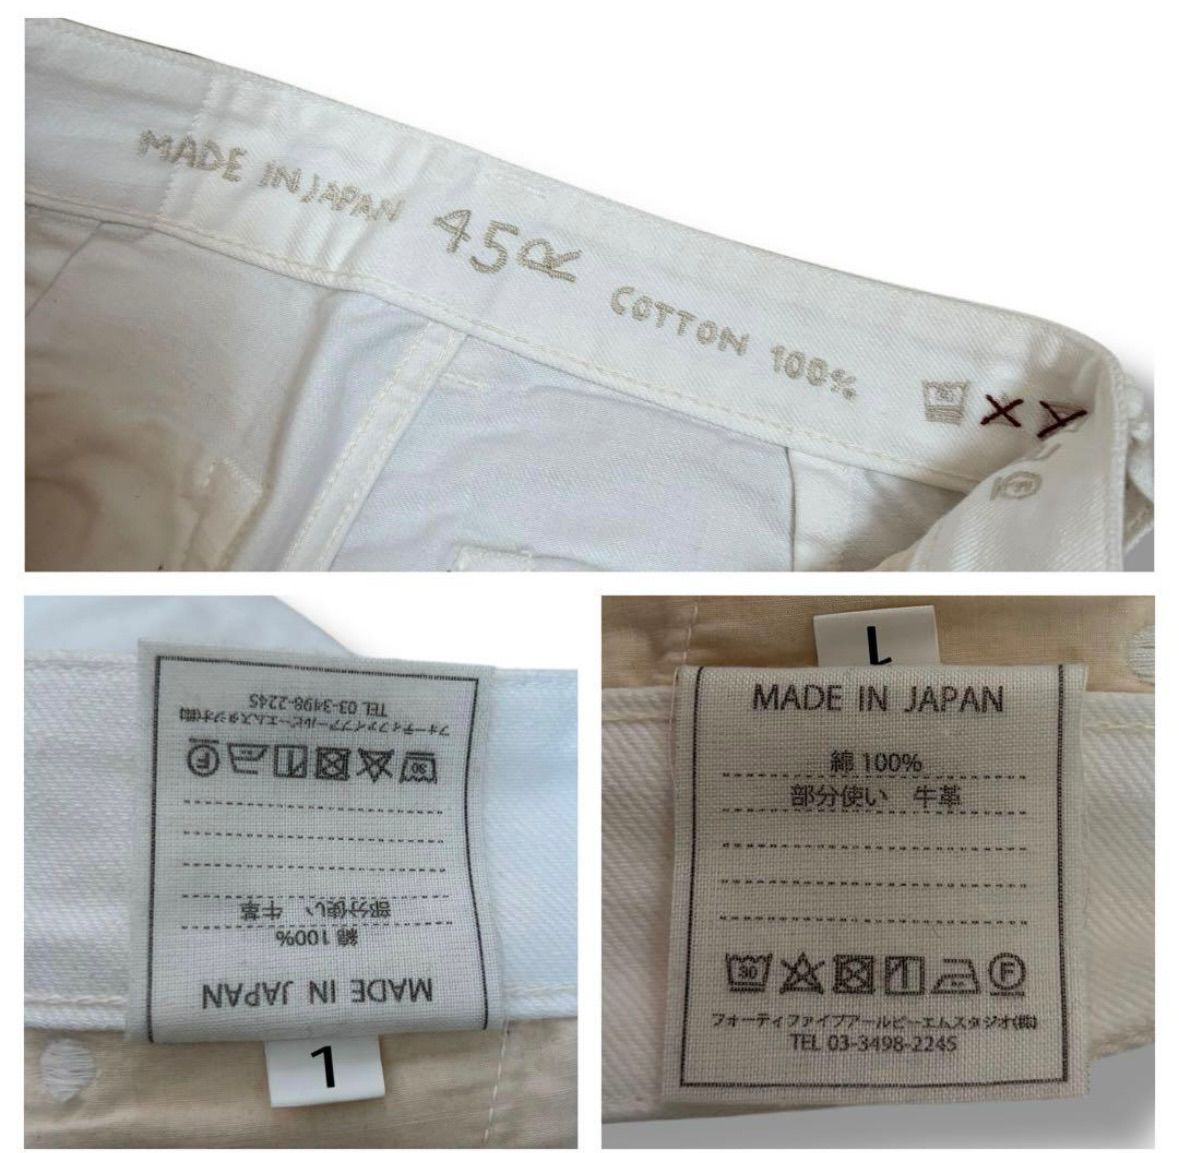 MADE IN JAPAN 45R COTTON 100%
30
TEL 03-3498-2245
フォーティファイブアールピーエムスタジオ(株)
30
F
部分使い 牛革
綿 100%
MADE IN JAPAN
1
1
MADE IN JAPAN
綿 100%
部分使い 牛革
30
F
フォーティファイブアールピーエムスタジオ(株)
TEL 03-3498-2245